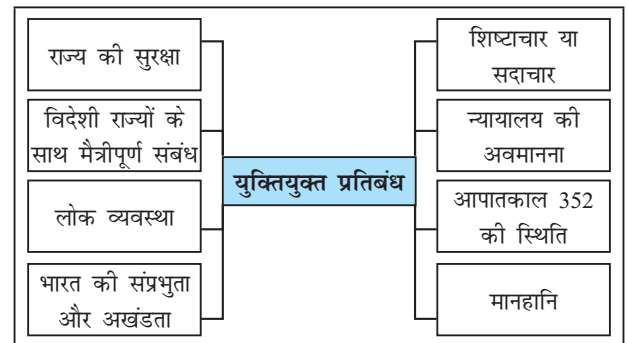 राज्य की सुरक्षा
विदेशी राज्यों के
साथ मैत्रीपूर्ण संबंध
लोक व्यवस्था
भारत की संप्रभुता
और अखंडता
युक्तियुक्त प्रतिबंध
शिष्टाचार या
सदाचार
न्यायालय की
अवमानना
आपातकाल 352
की स्थिति
मानहानि